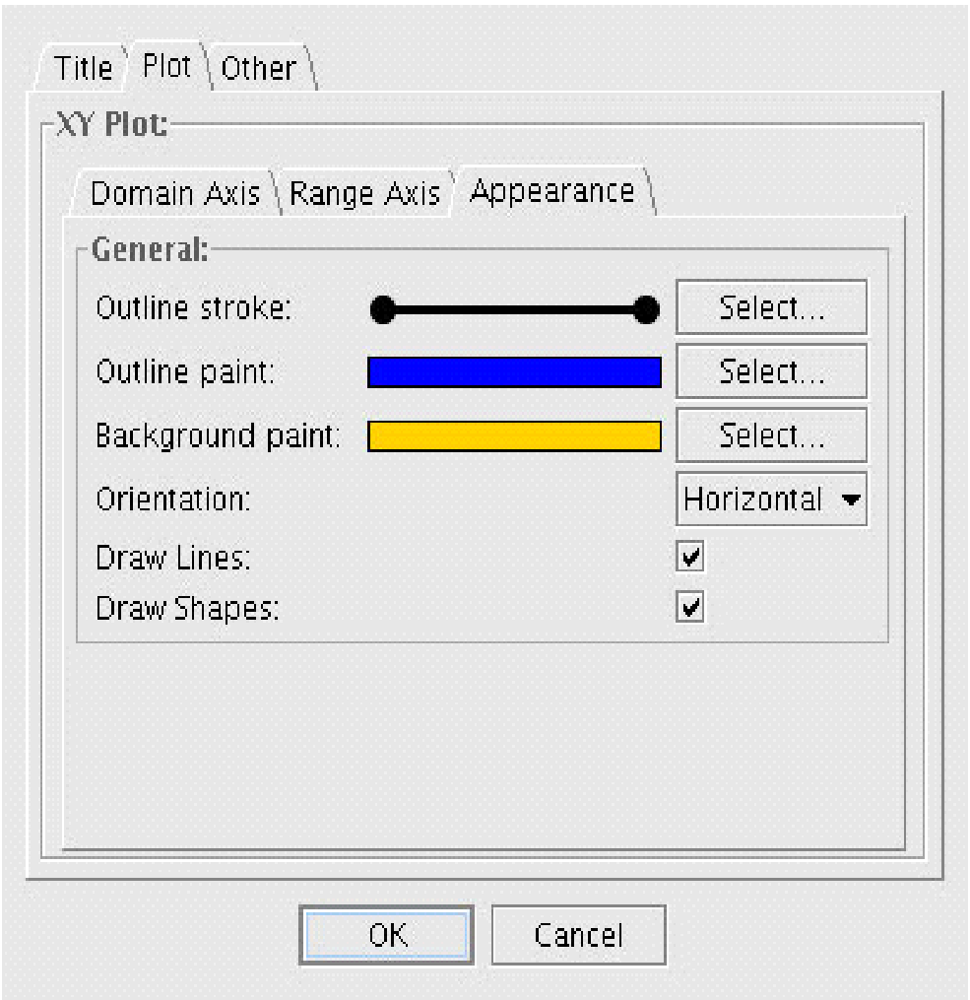 Title Plot Other
XY Plot:
Domain Axis Range Axis Appearance
General:
Outline stroke: Select...
Outline paint: Select...
Background paint: Select...
Orientation: Horizontal
Draw Lines:
Draw Shapes:
OK Cancel